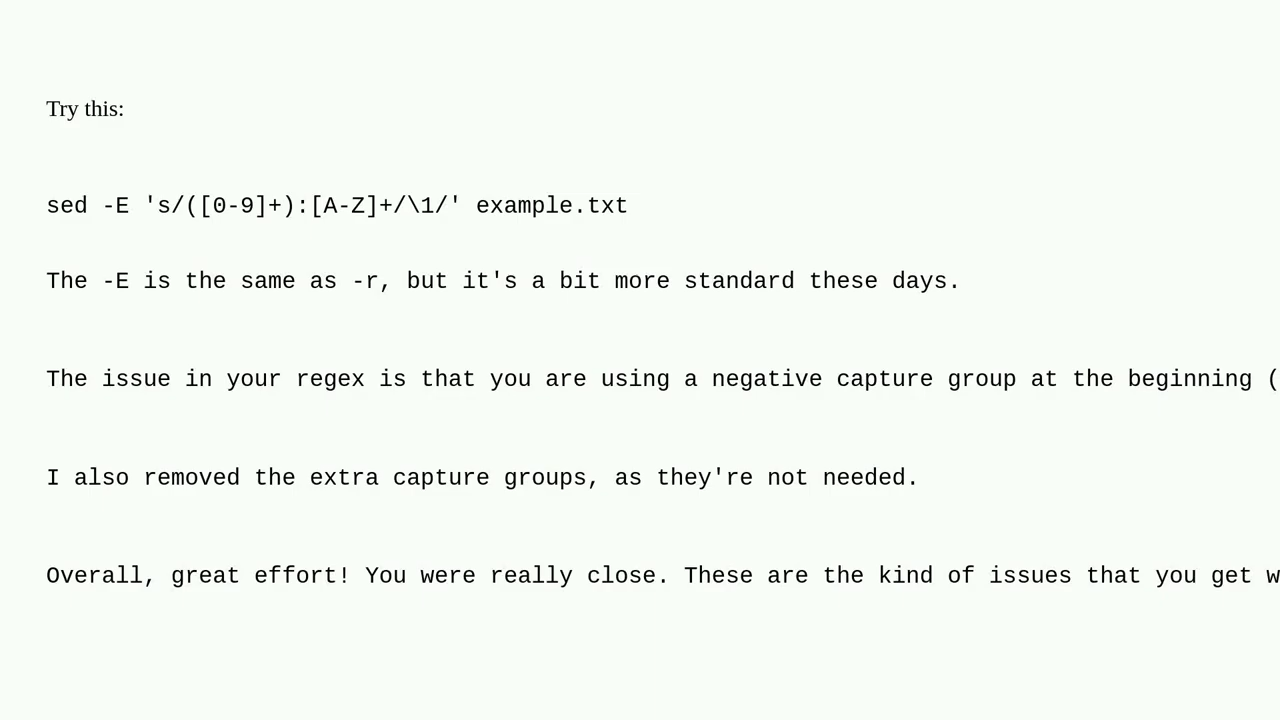 Try this:
sed -E 's/([0-9]+):[A-Z]+/\1/' example.txt
The -E is the same as -r, but it's a bit more standard these days.
The issue in your regex is that you are using a negative capture group at the beginning (
I also removed the extra capture groups, as they're not needed.
Overall, great effort! You were really close. These are the kind of issues that you get